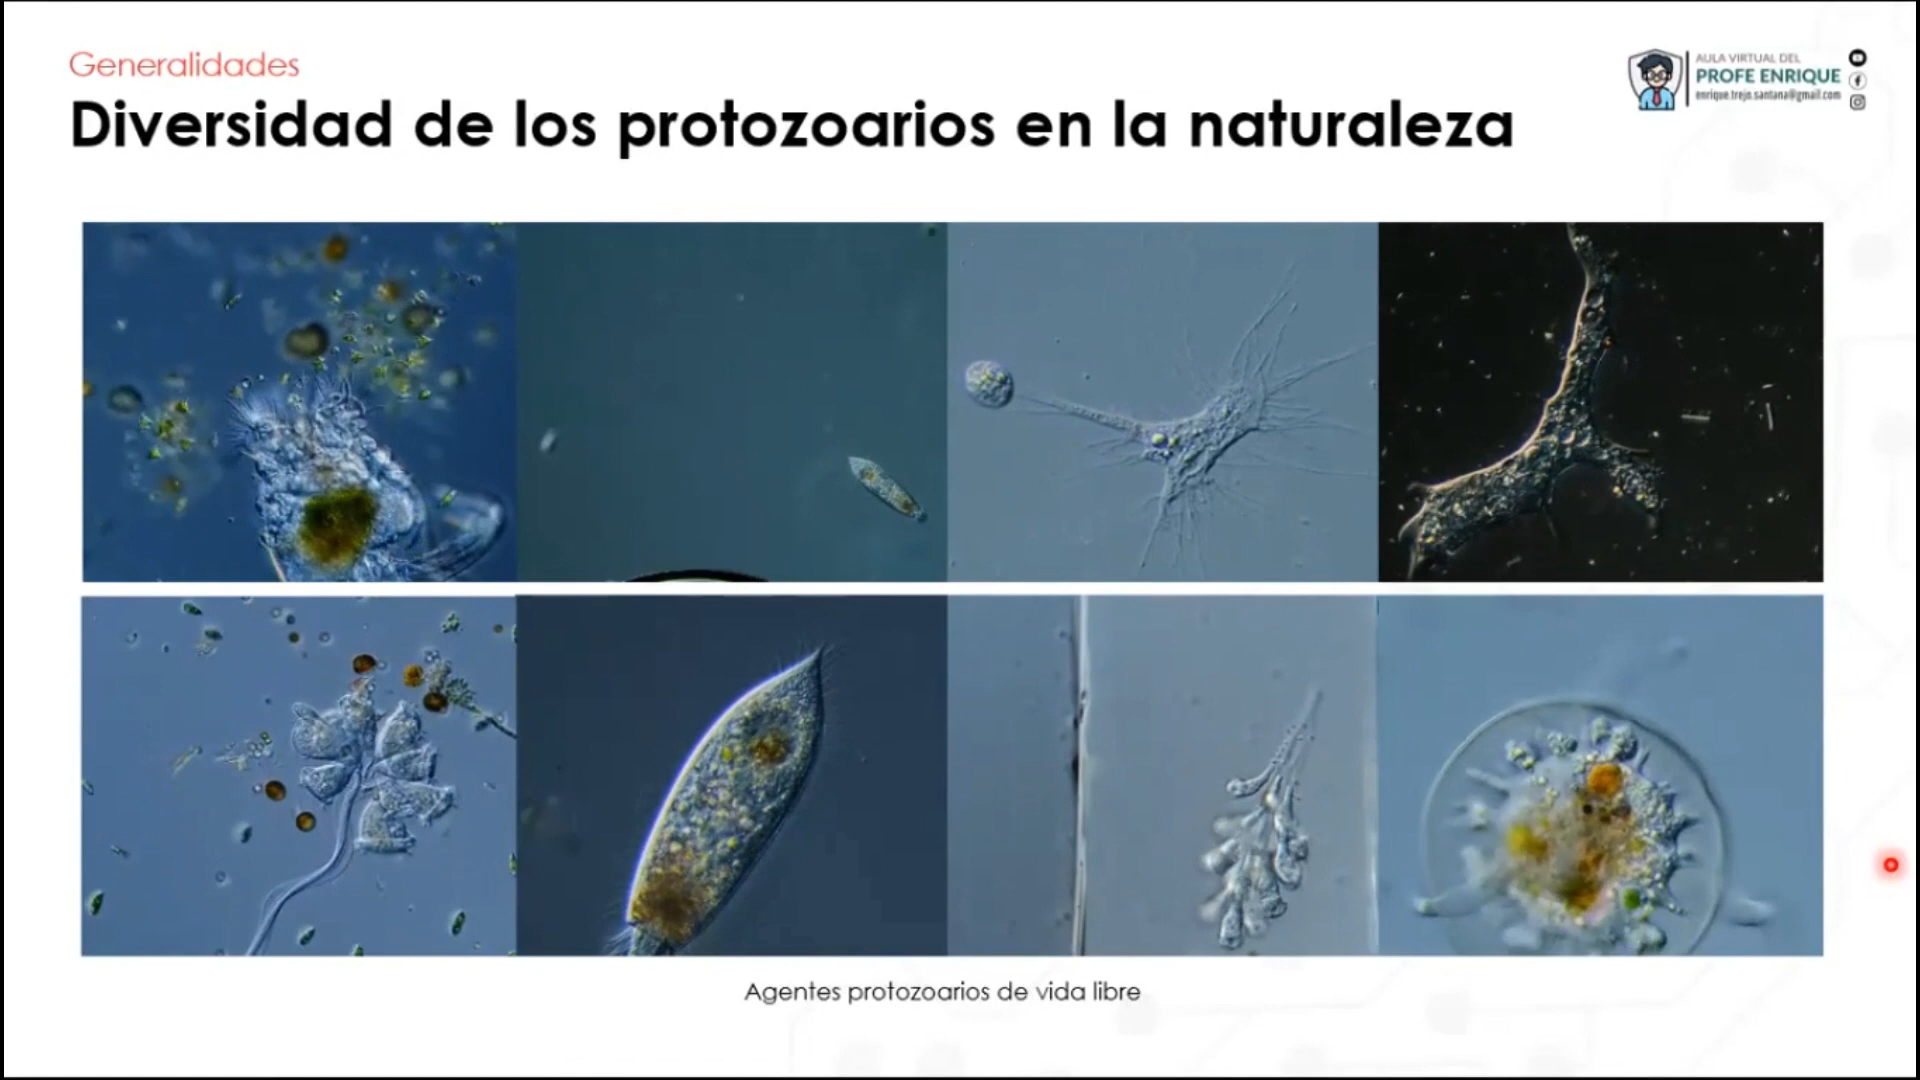 Generalidades
Diversidad de los protozoarios en la naturaleza
AULA VIRTUAL DEL
PROFE ENRIQUE
enrique.trejo.santana@gmail.com
Agentes protozoarios de vida libre